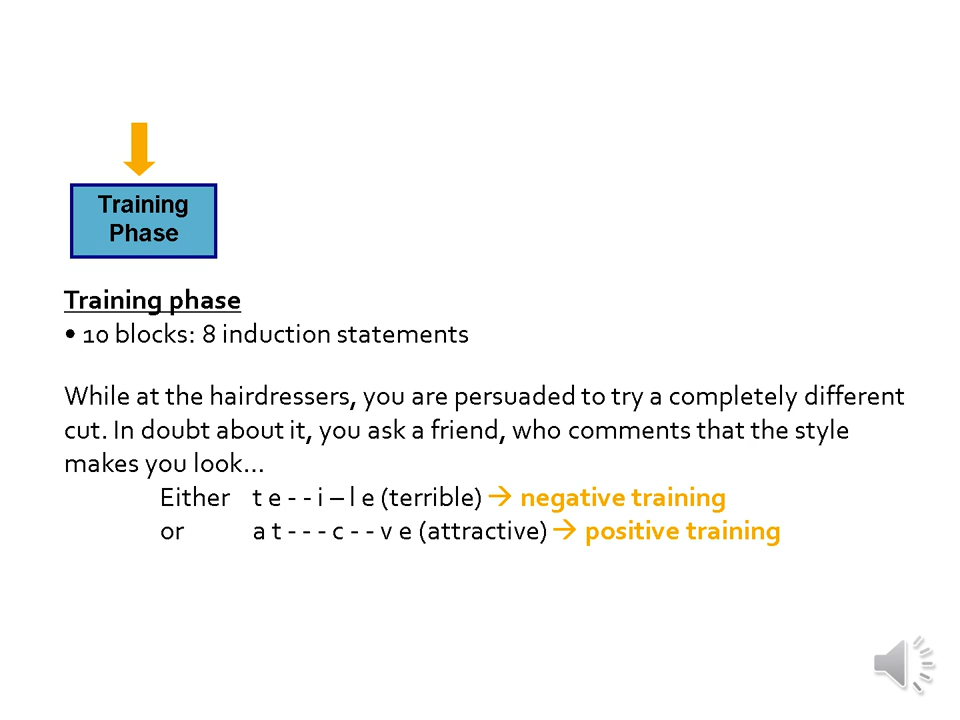 Training
Phase
Training phase
• 10 blocks: 8 induction statements
While at the hairdressers, you are persuaded to try a completely different
cut. In doubt about it, you ask a friend, who comments that the style
makes you look…
Either t e - - i – l e (terrible) → negative training
or a t - - - c - - v e (attractive) → positive training